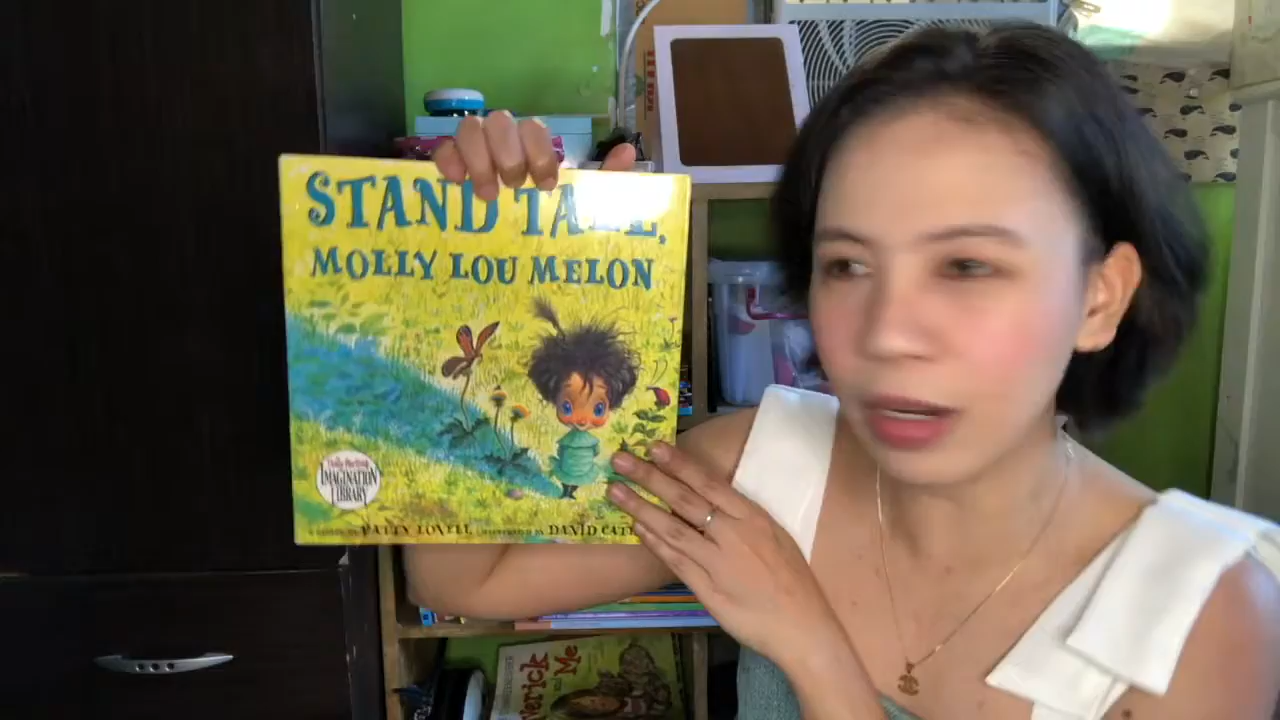 STAND TALL,
MOLLY LOU MELON
IMAGINATION
LIBRARY
PATTY LOVELL
DAVID CAT
Me